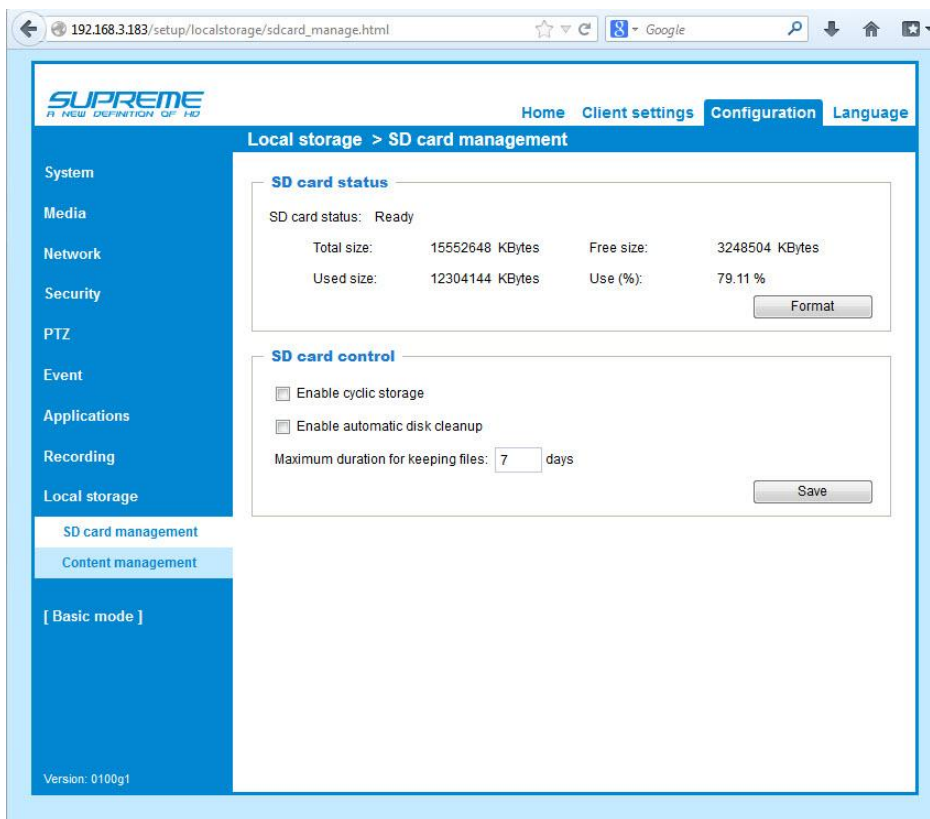 192.168.3.183/setup/localstorage/sdcard_manage.html
8 Google
SUPREME
A NEW DEFINITION OF HD
Home Client settings Configuration Language
Local storage > SD card management
System
Media
Network
Security
PTZ
Event
Applications
Recording
Local storage
SD card management
Content management
[ Basic mode ]
Version: 0100g1
SD card status
SD card status: Ready
Total size: 15552648 KBytes Free size: 3248504 KBytes
Used size: 12304144 KBytes Use (%): 79.11 %
Format
SD card control
Enable cyclic storage
Enable automatic disk cleanup
Maximum duration for keeping files: 7 days
Save